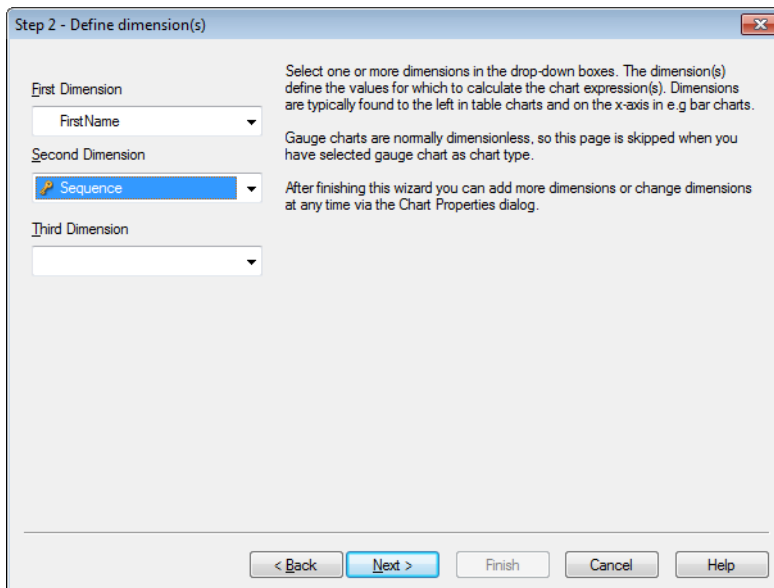 Step 2 - Define dimension(s)
First Dimension
FirstName
Second Dimension
Sequence
Third Dimension
Select one or more dimensions in the drop-down boxes. The dimension(s)
define the values for which to calculate the chart expression(s). Dimensions
are typically found to the left in table charts and on the x-axis in e.g bar charts.
Gauge charts are normally dimensionless, so this page is skipped when you
have selected gauge chart as chart type.
After finishing this wizard you can add more dimensions or change dimensions
at any time via the Chart Properties dialog.
< Back
Next >
Finish
Cancel
Help